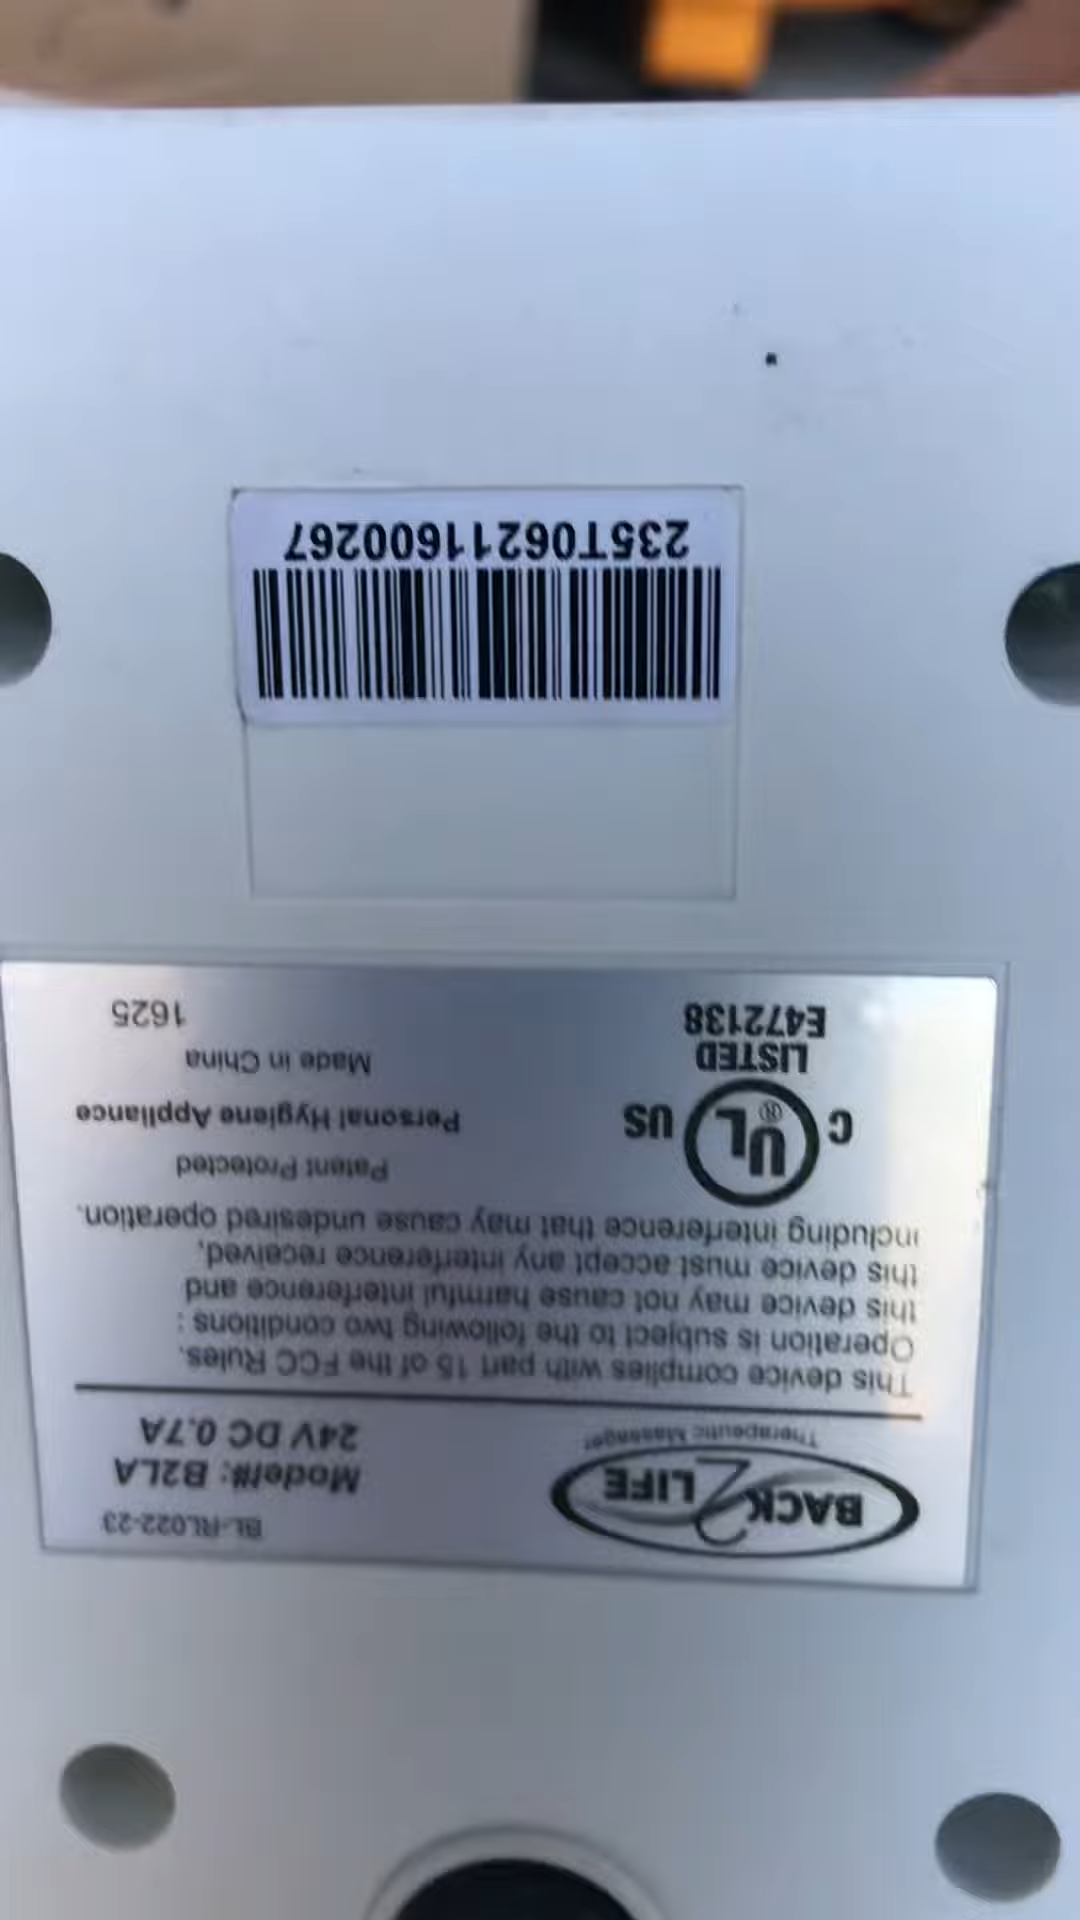 BACK 2 LIFE
Therapeutic Massager
BL-RL022-23
Model#: B2LA
24V DC 0.7A
This device complies with part 15 of the FCC Rules.
Operation is subject to the following two conditions :
this device may not cause harmful interference and
this device must accept any interference received,
including interference that may cause undesired operation.
C UL® US
LISTED
E472138
Patent Protected
Personal Hygiene Appliance
Made in China
1625
235T06211600267